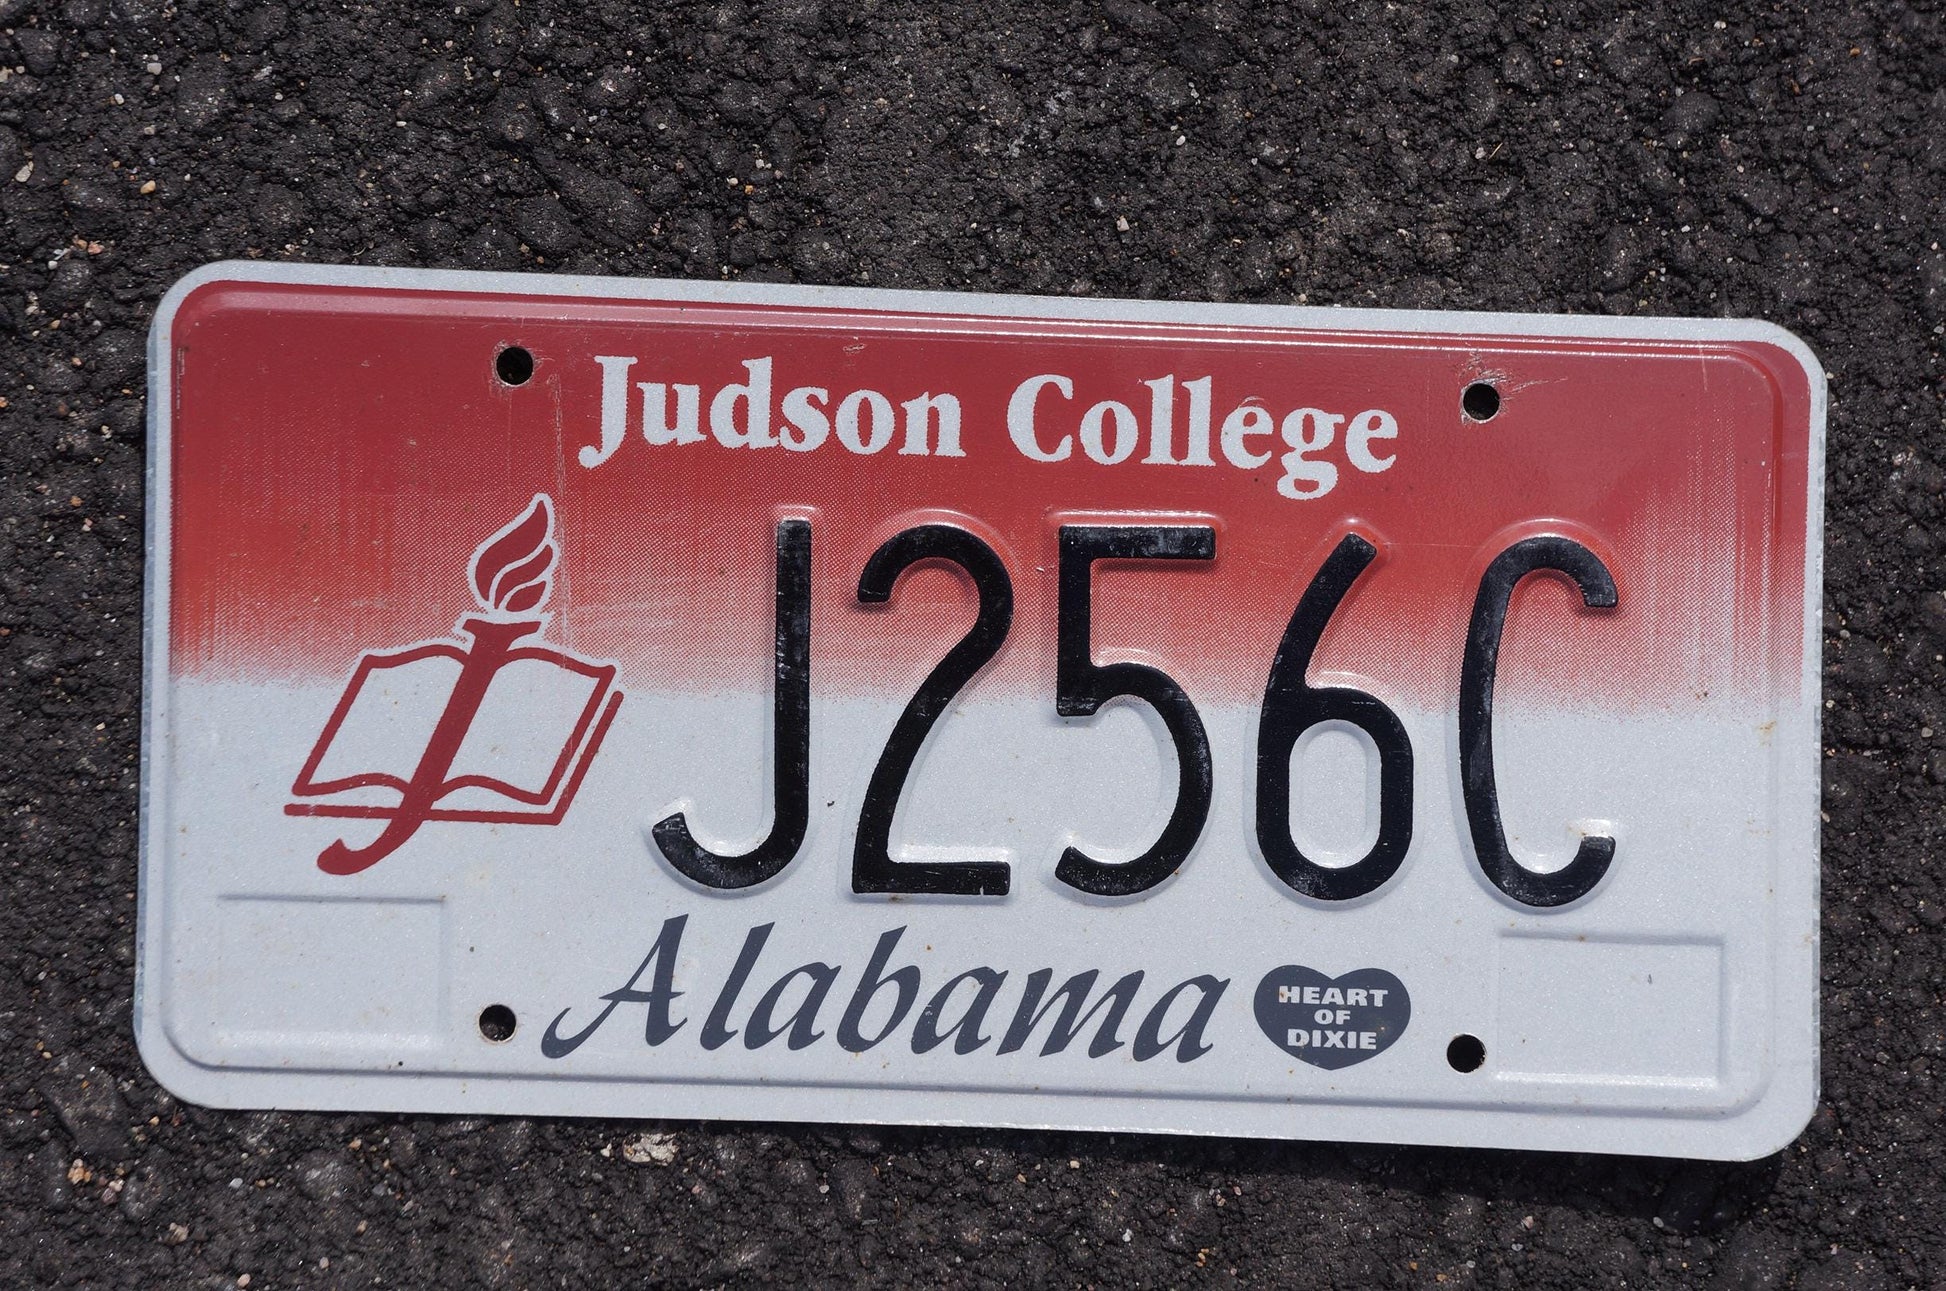 Judson College
J256C
Alabama
HEART
OF
DIXIE